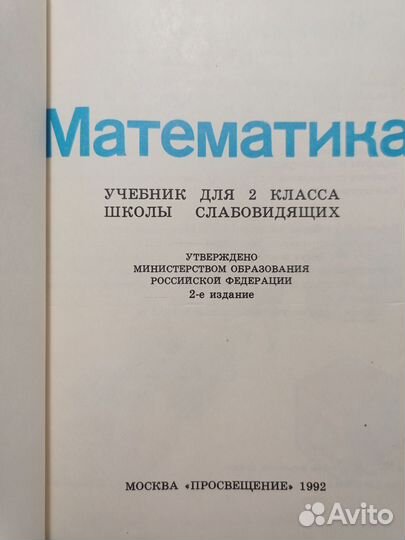 Математика
УЧЕБНИК ДЛЯ 2 КЛАССА
ШКОЛЫ СЛАБОВИДЯЩИХ
УТВЕРЖДЕНО
МИНИСТЕРСТВОМ ОБРАЗОВАНИЯ
РОССИЙСКОЙ ФЕДЕРАЦИИ
2-е издание
МОСКВА «ПРОСВЕЩЕНИЕ» 1992
Avito